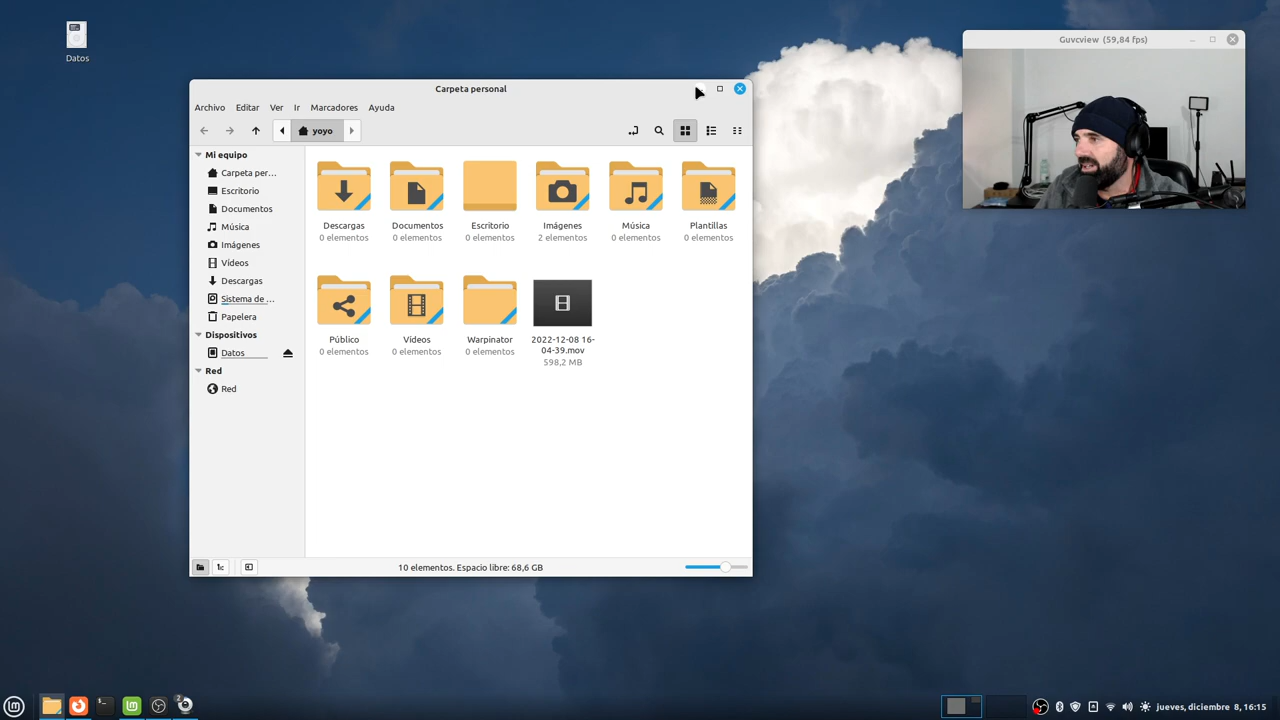 Datos
Guvcview (59,84 fps)
Carpeta personal
Archivo Editar Ver Ir Marcadores Ayuda
yoyo
Mi equipo
Carpeta per...
Escritorio
Documentos
Música
Imágenes
Vídeos
Descargas
Sistema de ...
Papelera
Dispositivos
Datos
Red
Red
Descargas Documentos Escritorio Imágenes Música Plantillas
0 elementos 0 elementos 0 elementos 2 elementos 0 elementos 0 elementos
Público Vídeos Warpinator 2022-12-08 16-
04-39.mov
0 elementos 0 elementos 0 elementos 598,2 MB
10 elementos. Espacio libre: 68,6 GB
2
jueves, diciembre 8, 16:15